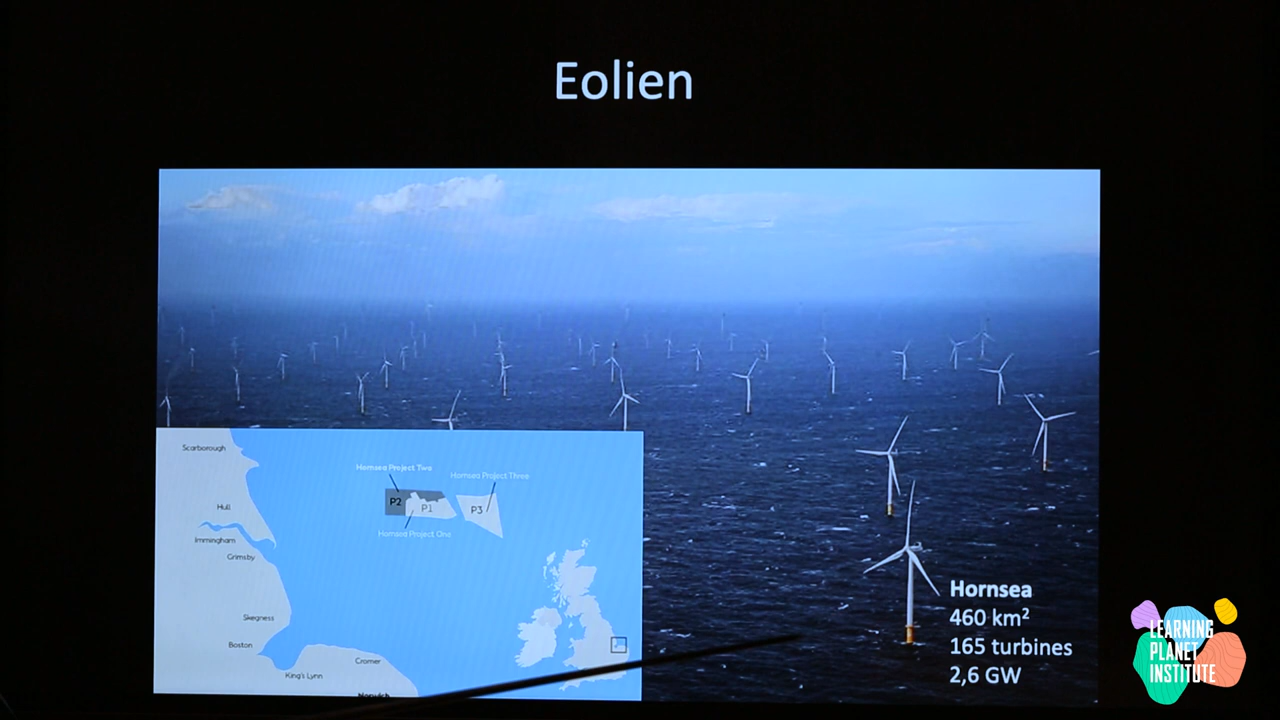 Eolien
Scarborough
Hornsea Project Two
Hornsea Project Three
P2
P1
P3
Hull
Hornsea Project One
Immingham
Grimsby
Skegness
Boston
Cromer
King's Lynn
Norwich
Hornsea
460 km²
165 turbines
2,6 GW
LEARNING
PLANET
INSTITUTE